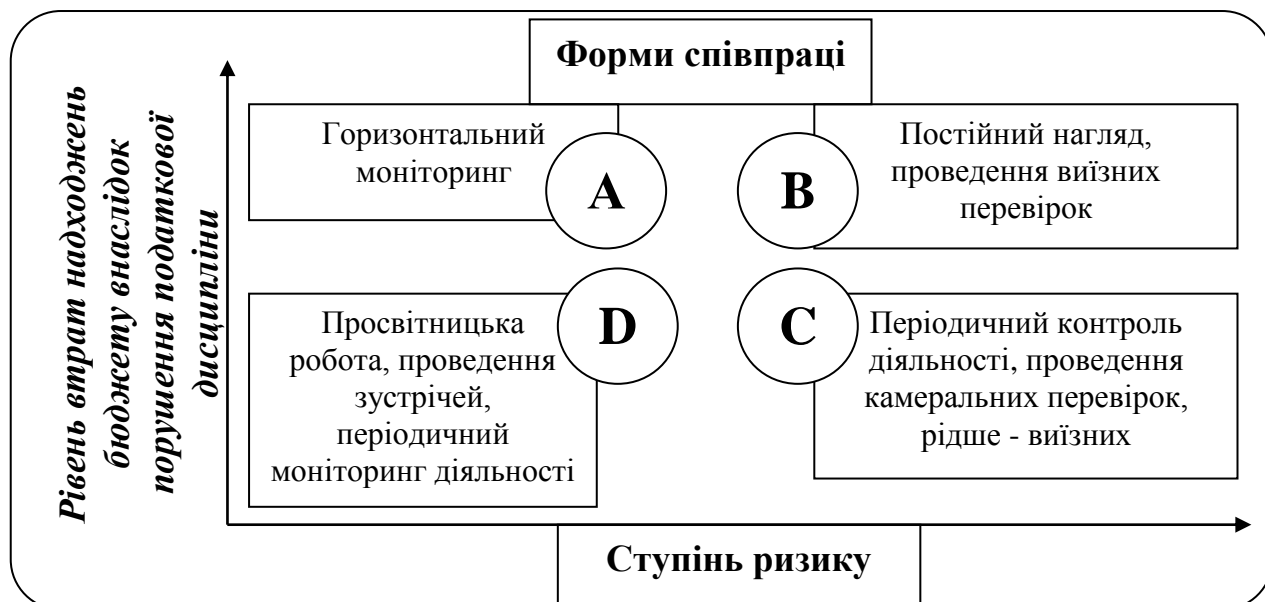 Форми співпраці
Рівень втрат надходжень
бюджету внаслідок
порушення податкової
дисципліни
Горизонтальний
моніторинг
A
B
Постійний нагляд,
проведення виїзних
перевірок
Просвітницька
робота, проведення
зустрічей,
періодичний
моніторинг діяльності
D
C
Періодичний контроль
діяльності, проведення
камеральних перевірок,
рідше - виїзних
Ступінь ризику